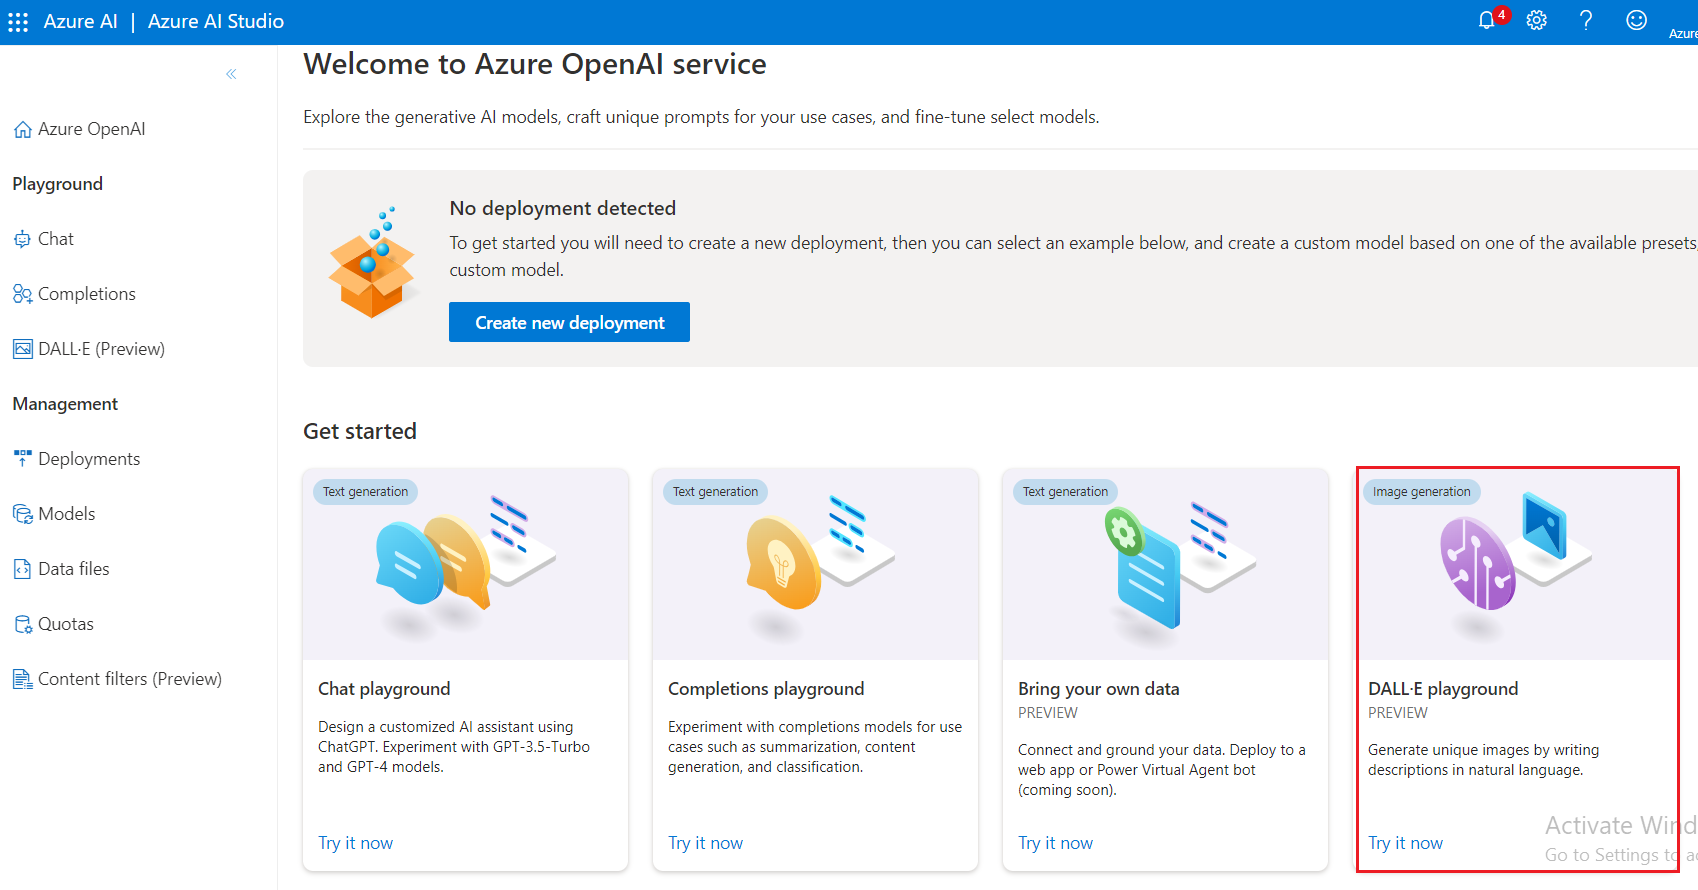 Azure AI | Azure AI Studio
4
Azure
Azure OpenAI
Playground
Chat
Completions
DALL·E (Preview)
Management
Deployments
Models
Data files
Quotas
Content filters (Preview)
Welcome to Azure OpenAI service
Explore the generative AI models, craft unique prompts for your use cases, and fine-tune select models.
No deployment detected
To get started you will need to create a new deployment, then you can select an example below, and create a custom model based on one of the available presets,
custom model.
Create new deployment
Get started
Text generation
Chat playground
Design a customized AI assistant using
ChatGPT. Experiment with GPT-3.5-Turbo
and GPT-4 models.
Try it now
Text generation
Completions playground
Experiment with completions models for use
cases such as summarization, content
generation, and classification.
Try it now
Text generation
Bring your own data
PREVIEW
Connect and ground your data. Deploy to a
web app or Power Virtual Agent bot
(coming soon).
Try it now
Image generation
DALL·E playground
PREVIEW
Generate unique images by writing
descriptions in natural language.
Try it now
Activate Wind
Go to Settings to a